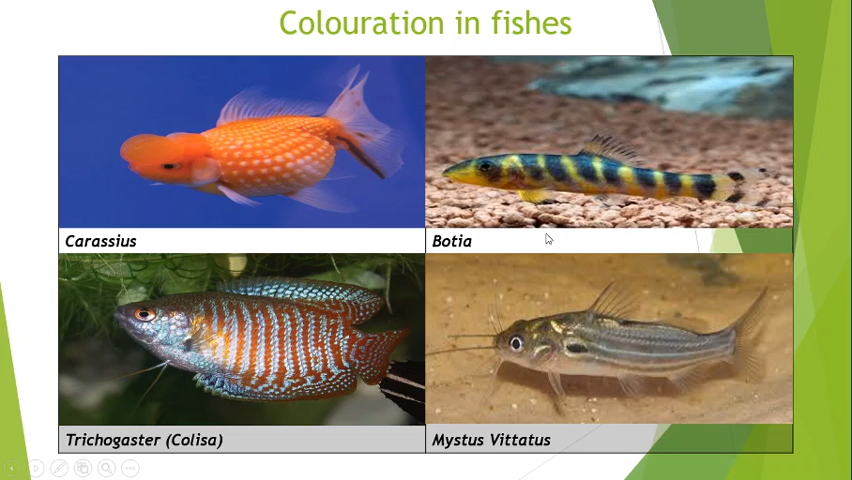 Colouration in fishes
Carassius
Botia
Trichogaster (Colisa)
Mystus Vittatus